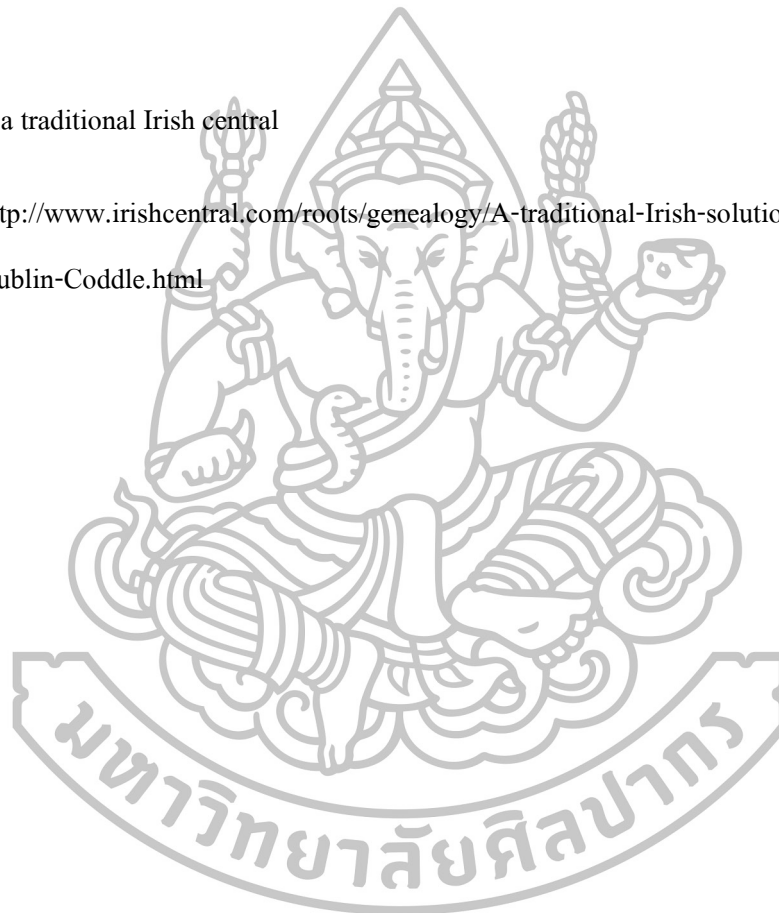 a traditional Irish central
tp://www.irishcentral.com/roots/genealogy/A-traditional-Irish-solutio
ublin-Coddle.html
มหาวิทยาลัยศิลปากร